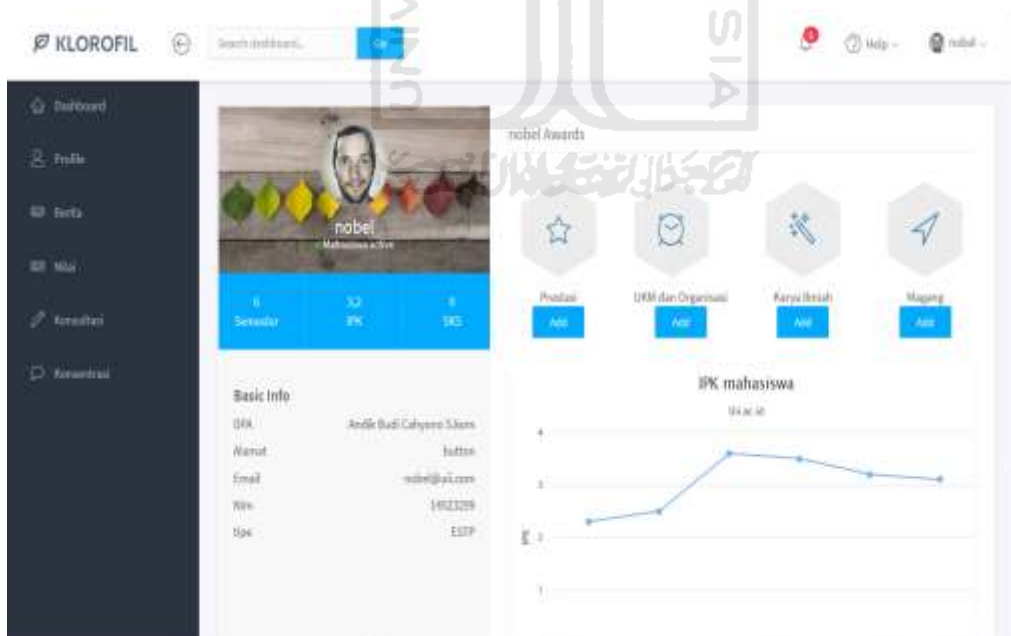 KLOROFIL
Search dashboard...
Go
Help
nobel
Dashboard
Profile
Berita
Nilai
Konsultasi
Konsentrasi
nobel
Mahasiswa active
6
Semester
3,2
IPK
0
SKS
Basic Info
DPA
Andik Budi Cahyono S.Kom
Alamat
button
Email
nobel@uii.com
Nim
tipe
ESTP
nobel Awards
Prestasi
UKM dan Organisasi
Karya Ilmiah
Magang
Add
Add
Add
Add
IPK mahasiswa
Uii ac id
4
3
2
1
IPK
SIA
UNIV